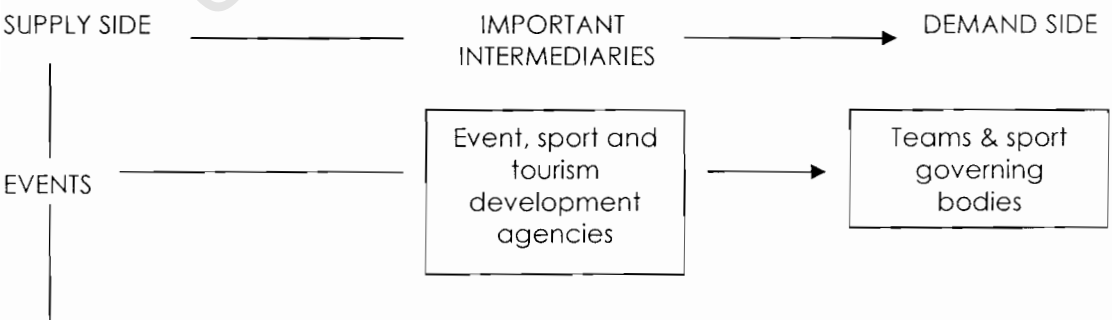 SUPPLY SIDE
IMPORTANT
INTERMEDIARIES
DEMAND SIDE
EVENTS
Event, sport and
tourism
development
agencies
Teams & sport
governing
bodies